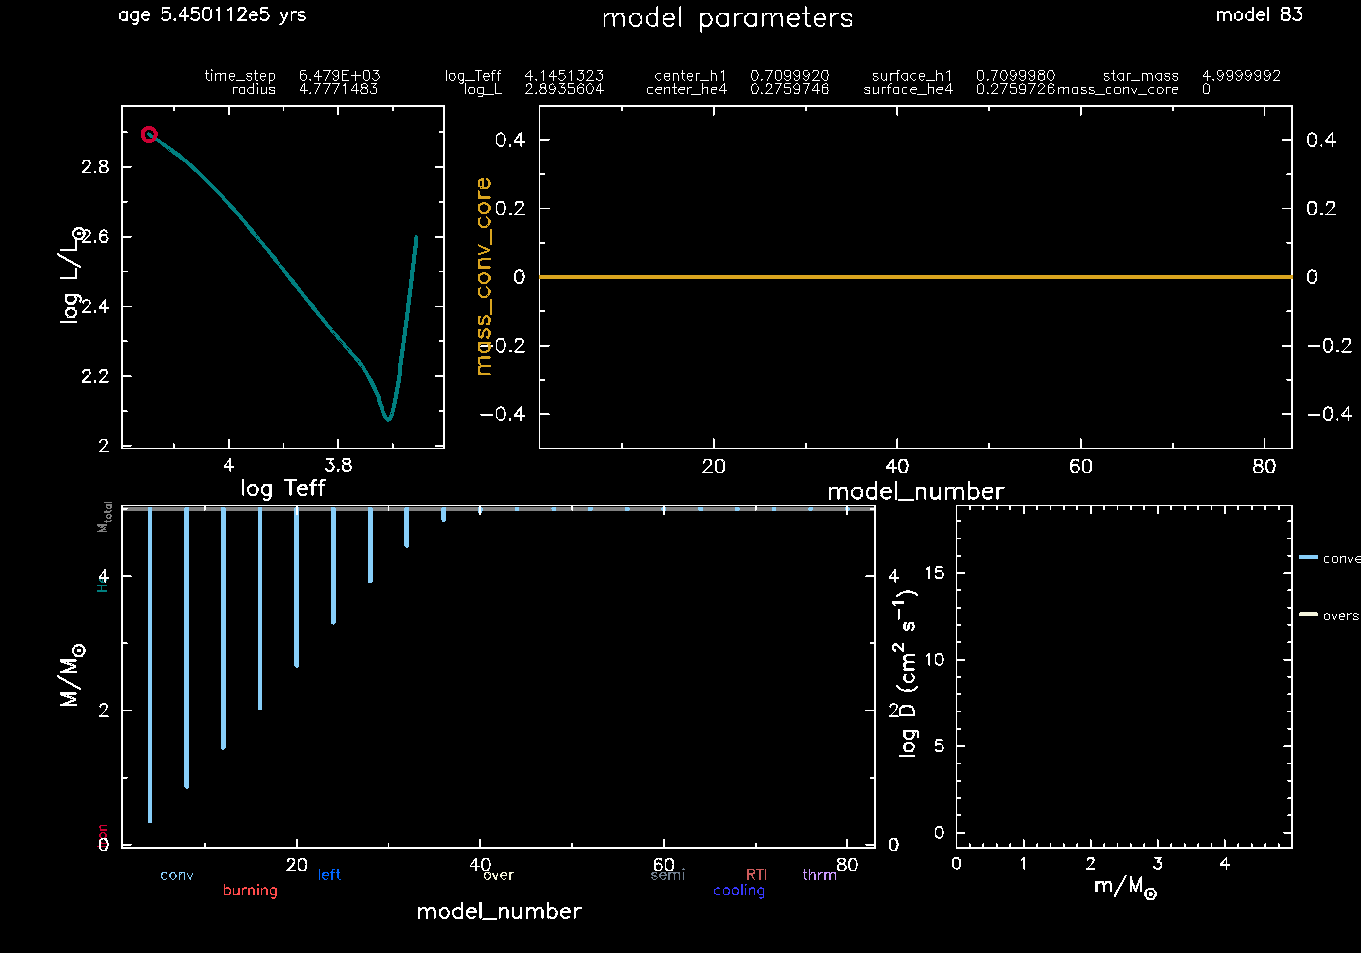 age 5.450112e5 yrs
model parameters
model 83
time_step 6.479E+03 log_Teff 4.1451323 center_h1 0.7099920 surface_h1 0.7099980 star_mass 4.9999992
radius 4.7771483 log_L 2.8935604 center_he4 0.2759746 surface_he4 0.2759726 mass_conv_core 0
log L/L⊙
2.8
2.6
2.4
2.2
2
4 3.8
log Teff
mass_conv_core
0.4 0.4
0.2 0.2
0 0
−0.2 −0.2
−0.4 −0.4
20 40 60 80
model_number
M_total
He
M/M⊙
4 4
2 2
0 0
20 40 60 80
conv left over semi RTI thrm
burning cooling
model_number
log D (cm² s⁻¹)
15
10
5
0
0 1 2 3 4
m/M⊙
conve
overs